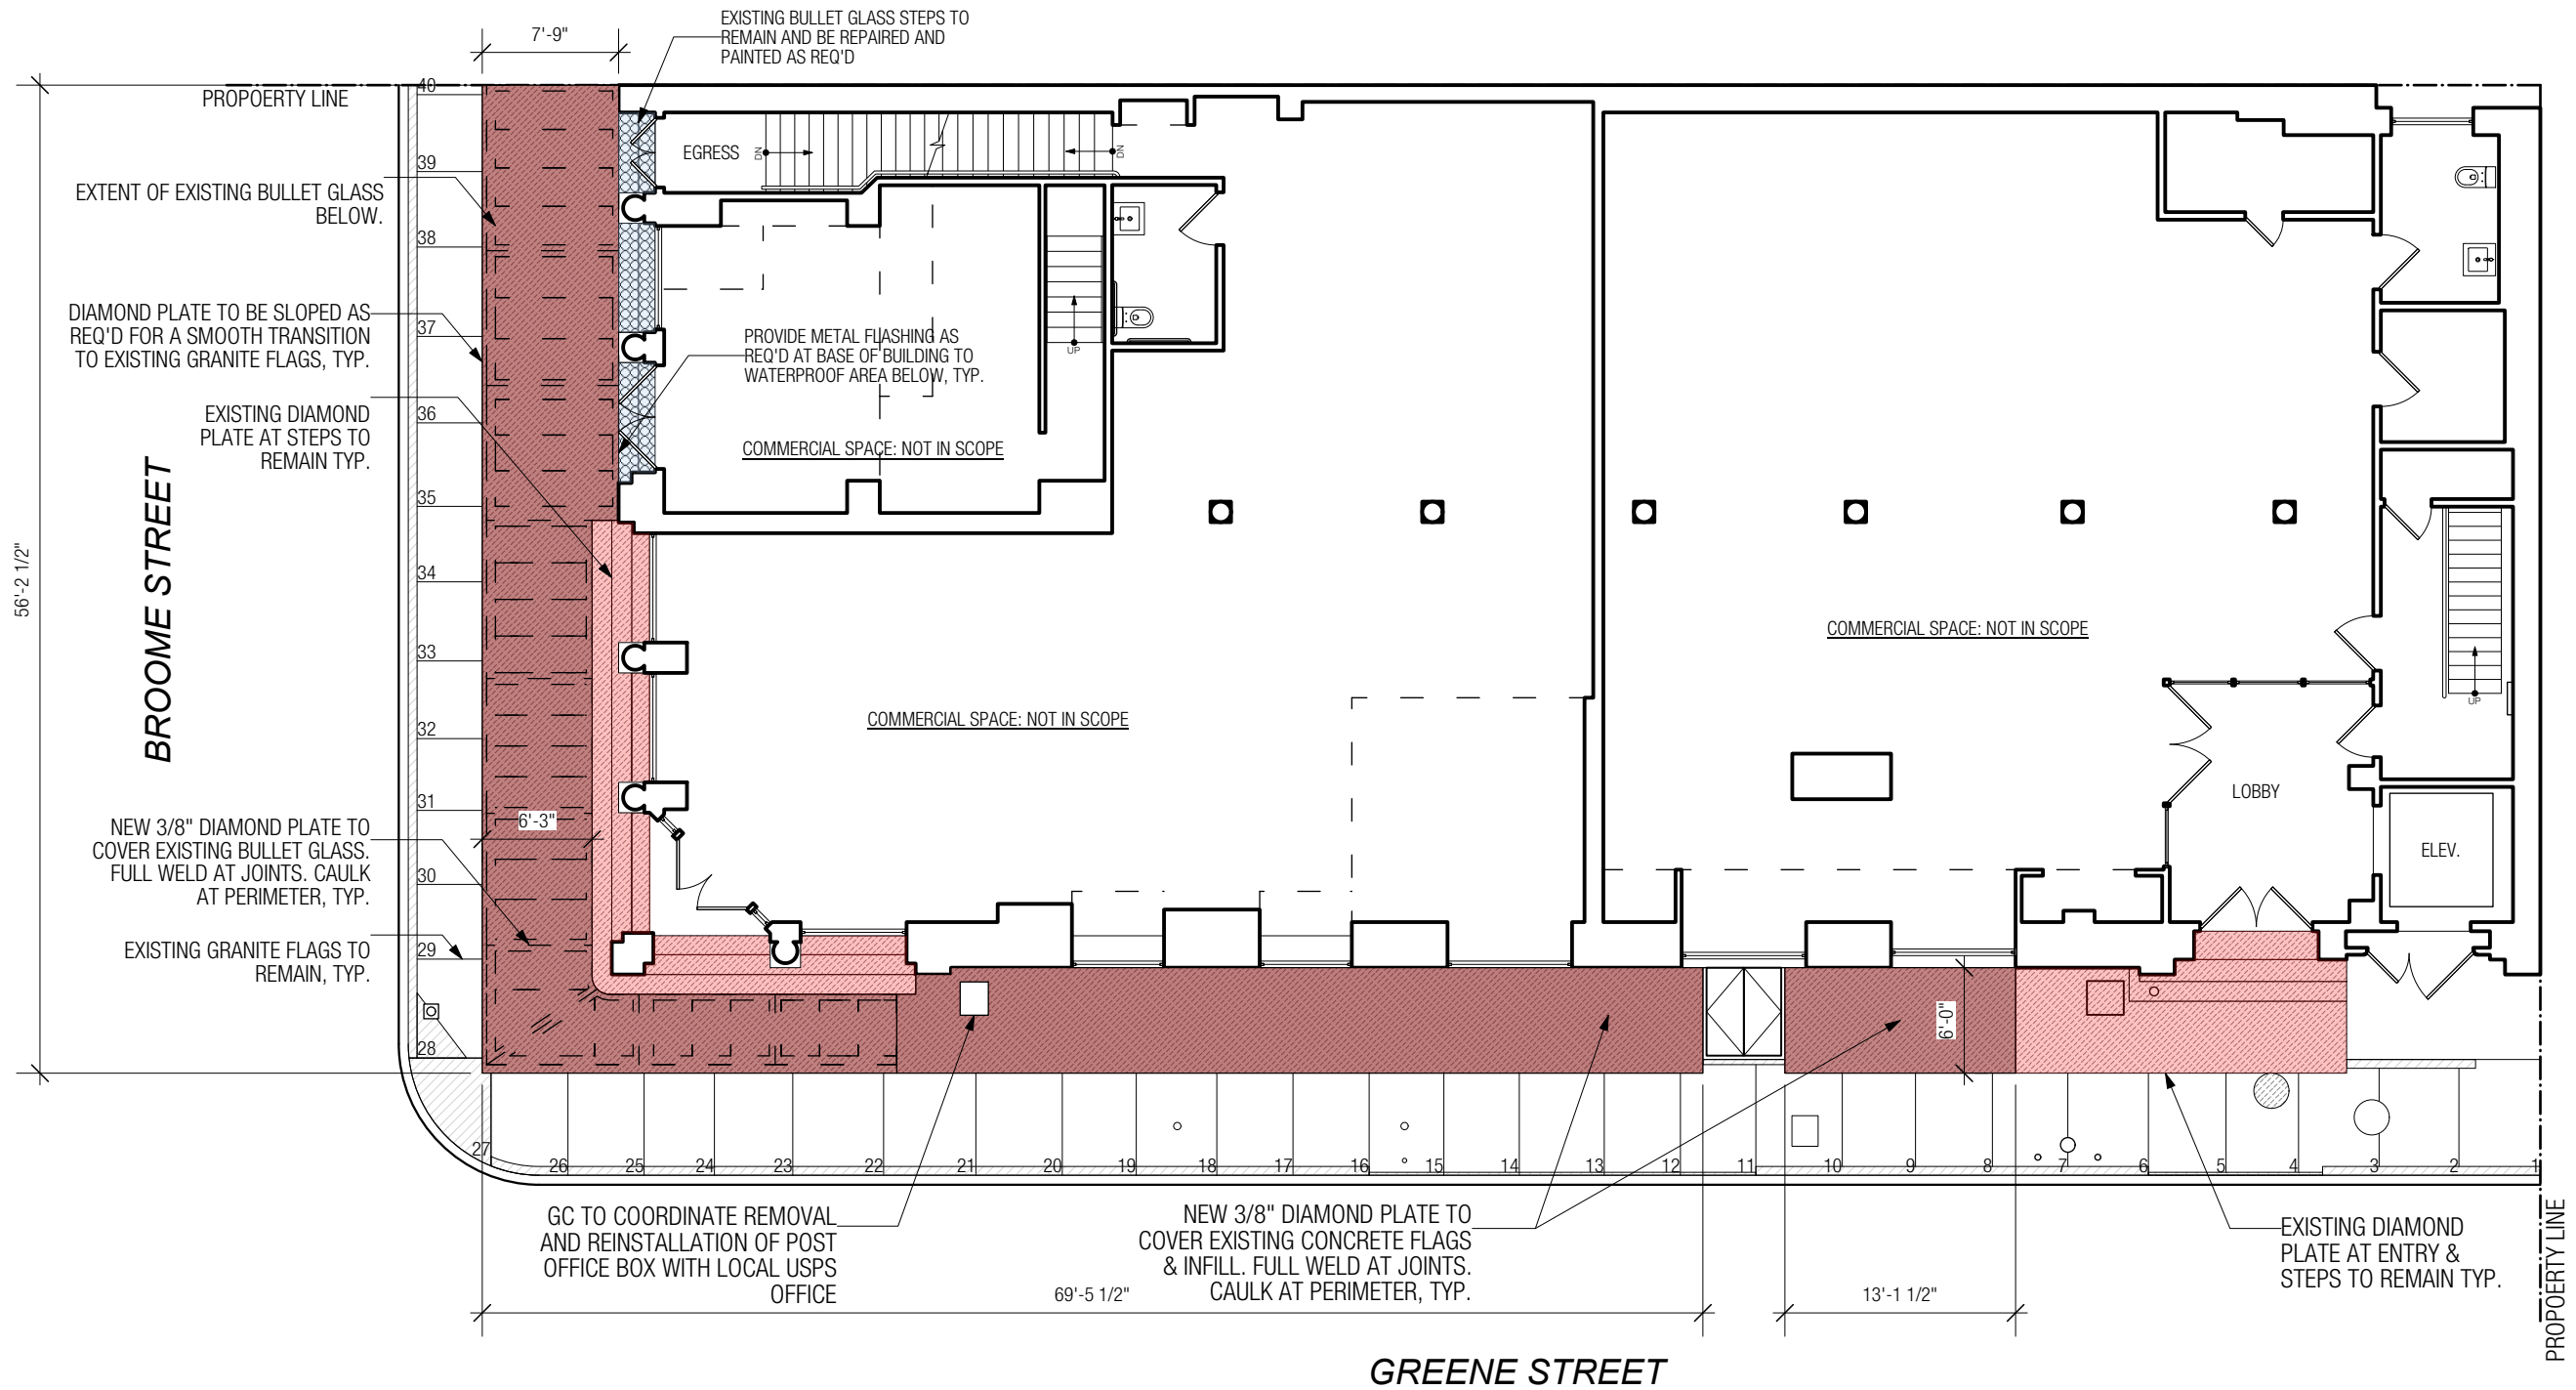 7'-9"
EXISTING BULLET GLASS STEPS TO
REMAIN AND BE REPAIRED AND
PAINTED AS REQ'D
PROPOERTY LINE
40
39
38
37
36
35
34
33
32
31
30
29
28
EXTENT OF EXISTING BULLET GLASS
BELOW.
DIAMOND PLATE TO BE SLOPED AS
REQ'D FOR A SMOOTH TRANSITION
TO EXISTING GRANITE FLAGS, TYP.
EXISTING DIAMOND
PLATE AT STEPS TO
REMAIN TYP.
BROOME STREET
56'-2 1/2"
NEW 3/8" DIAMOND PLATE TO
COVER EXISTING BULLET GLASS.
FULL WELD AT JOINTS. CAULK
AT PERIMETER, TYP.
EXISTING GRANITE FLAGS TO
REMAIN, TYP.
EGRESS
DN
DN
UP
PROVIDE METAL FLASHING AS
REQ'D AT BASE OF BUILDING TO
WATERPROOF AREA BELOW, TYP.
COMMERCIAL SPACE: NOT IN SCOPE
COMMERCIAL SPACE: NOT IN SCOPE
COMMERCIAL SPACE: NOT IN SCOPE
UP
LOBBY
ELEV.
6'-3"
6'-0"
27
26
25
24
23
22
21
20
19
18
17
16
15
14
13
12
11
10
9
8
7
6
5
4
3
2
1
GC TO COORDINATE REMOVAL
AND REINSTALLATION OF POST
OFFICE BOX WITH LOCAL USPS
OFFICE
NEW 3/8" DIAMOND PLATE TO
COVER EXISTING CONCRETE FLAGS
& INFILL. FULL WELD AT JOINTS.
CAULK AT PERIMETER, TYP.
EXISTING DIAMOND
PLATE AT ENTRY &
STEPS TO REMAIN TYP.
PROPOERTY LINE
69'-5 1/2"
13'-1 1/2"
GREENE STREET